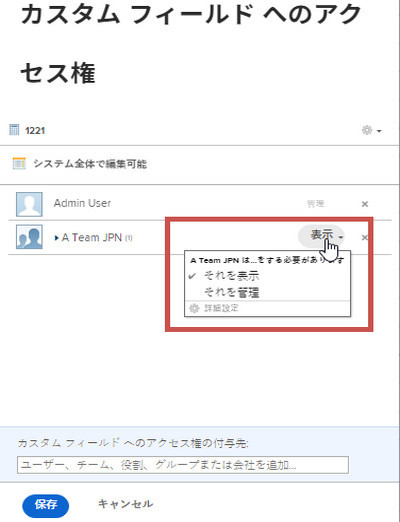 カスタム フィールド へのアク
セス権
1221
システム全体で編集可能
Admin User 管理 ×
A Team JPN (1) 表示 ×
A Team JPN は...をする必要があります
✔ それを表示
それを管理
詳細設定
カスタム フィールド へのアクセス権の付与先:
ユーザー、チーム、役割、グループまたは会社を追加...
保存 キャンセル